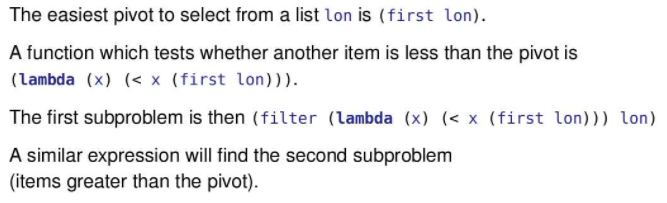 The easiest pivot to select from a list lon is (first lon).
A function which tests whether another item is less than the pivot is
(lambda (x) (< x (first lon))).
The first subproblem is then (filter (lambda (x) (< x (first lon))) lon)
A similar expression will find the second subproblem
(items greater than the pivot).